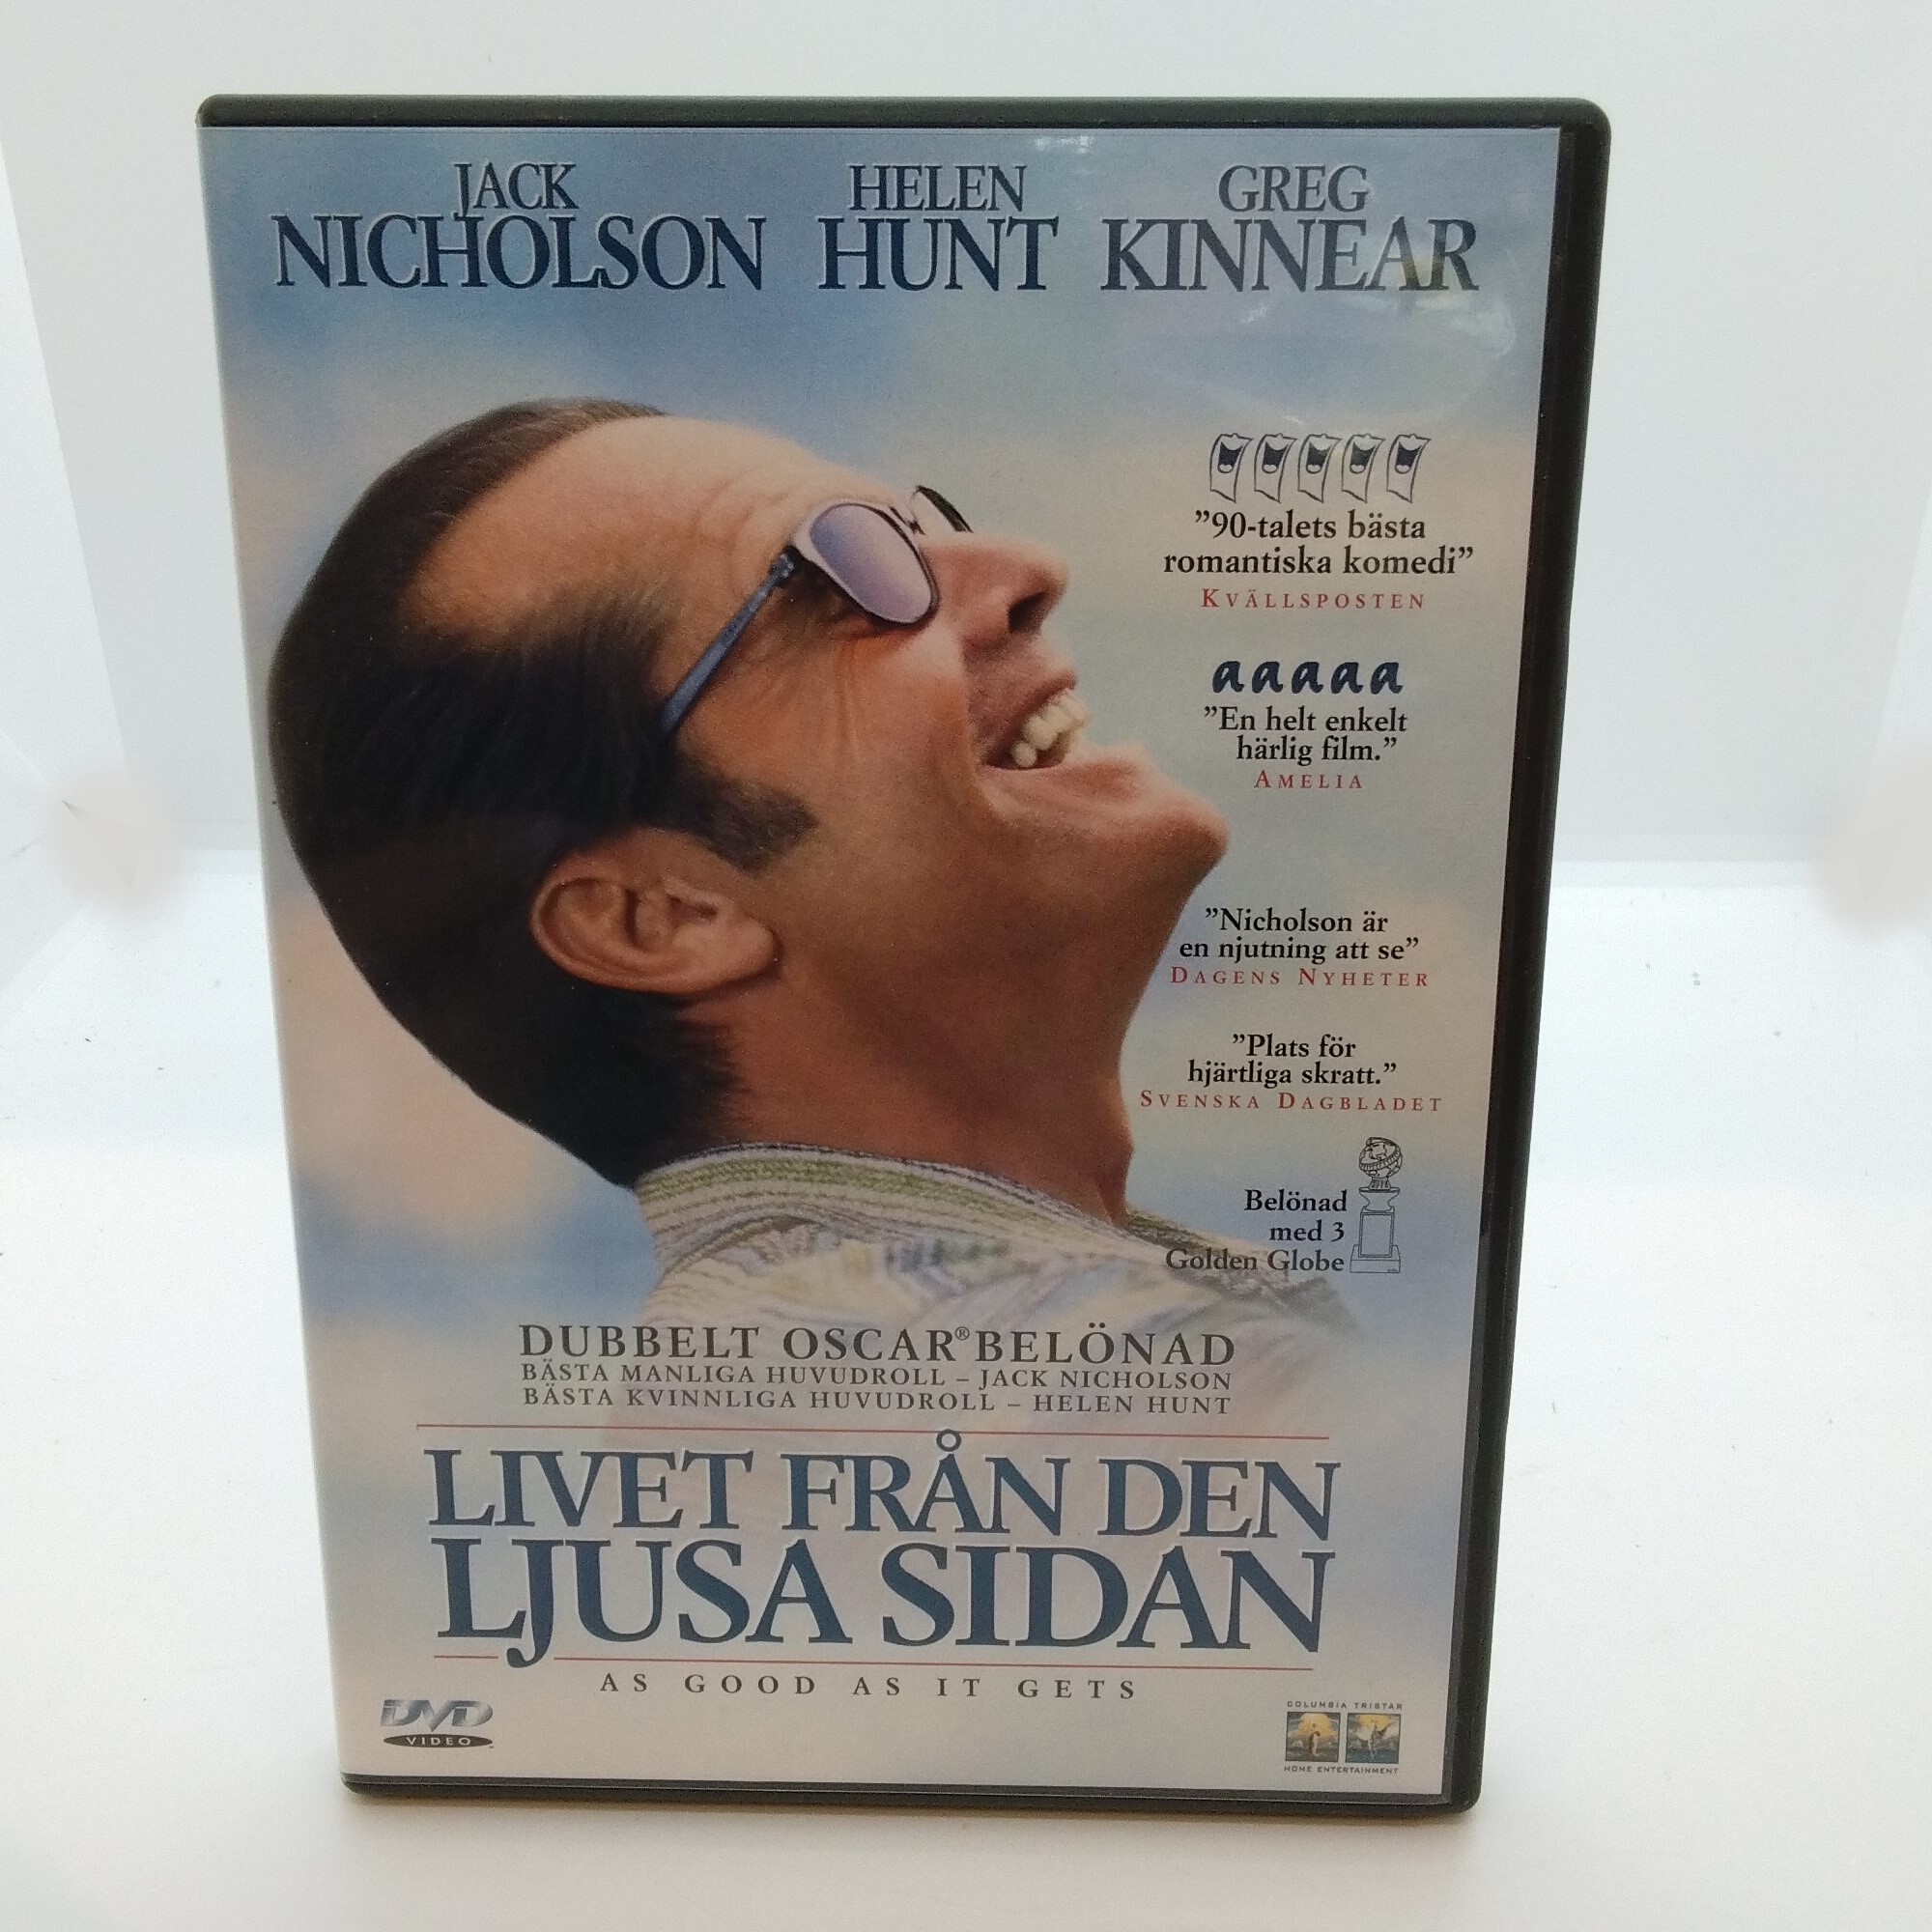 JACK
NICHOLSON
HELEN
HUNT
GREG
KINNEAR
”90-talets bästa
romantiska komedi”
KVÄLLSPOSTEN
aaaaa
”En helt enkelt
härlig film.”
AMELIA
”Nicholson är
en njutning att se”
DAGENS NYHETER
”Plats för
hjärtliga skratt.”
SVENSKA DAGBLADET
Belönad
med 3
Golden Globe
DUBBELT OSCAR® BELÖNAD
BÄSTA MANLIGA HUVUDROLL – JACK NICHOLSON
BÄSTA KVINNLIGA HUVUDROLL – HELEN HUNT
LIVET FRÅN DEN
LJUSA SIDAN
AS GOOD AS IT GETS
DVD
VIDEO
COLUMBIA TRISTAR
HOME ENTERTAINMENT